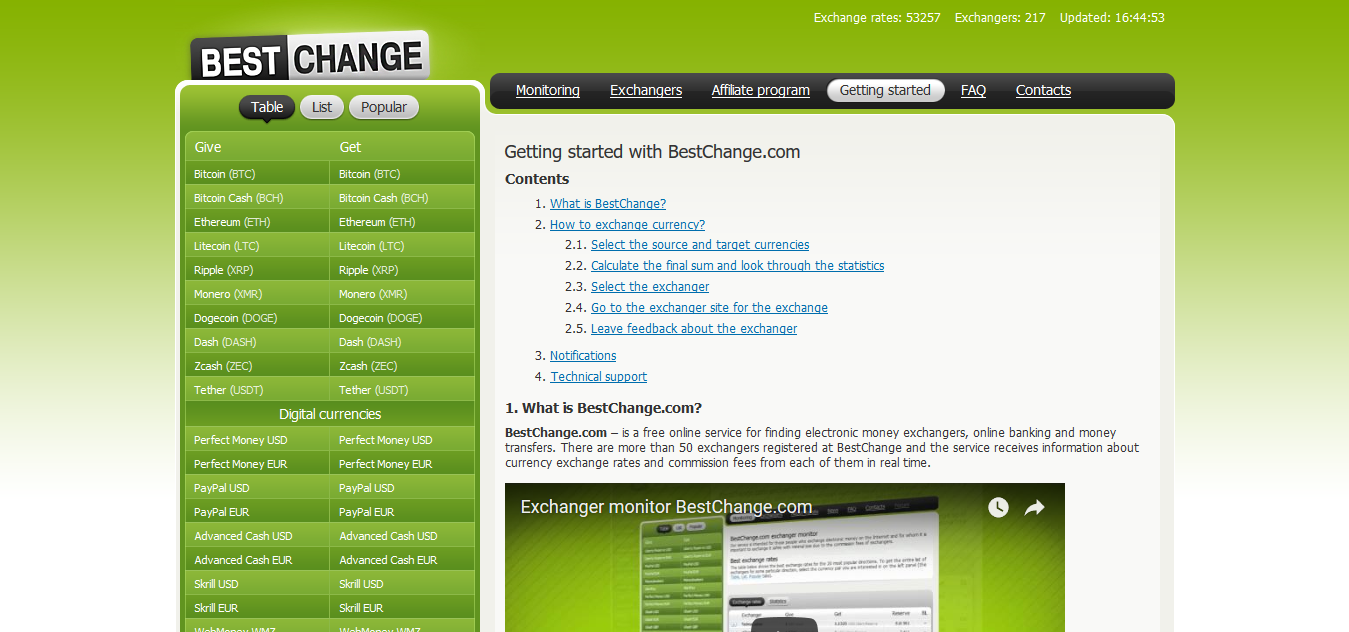 Exchange rates: 53257 Exchangers: 217 Updated: 16:44:53
BESTCHANGE
Monitoring Exchangers Affiliate program Getting started FAQ Contacts
Table List Popular
Give Get
Bitcoin (BTC) Bitcoin (BTC)
Bitcoin Cash (BCH) Bitcoin Cash (BCH)
Ethereum (ETH) Ethereum (ETH)
Litecoin (LTC) Litecoin (LTC)
Ripple (XRP) Ripple (XRP)
Monero (XMR) Monero (XMR)
Dogecoin (DOGE) Dogecoin (DOGE)
Dash (DASH) Dash (DASH)
Zcash (ZEC) Zcash (ZEC)
Tether (USDT) Tether (USDT)
Digital currencies
Perfect Money USD Perfect Money USD
Perfect Money EUR Perfect Money EUR
PayPal USD PayPal USD
PayPal EUR PayPal EUR
Advanced Cash USD Advanced Cash USD
Advanced Cash EUR Advanced Cash EUR
Skrill USD Skrill USD
Skrill EUR Skrill EUR
WebMoney WMZ WebMoney WMZ
Getting started with BestChange.com
Contents
1. What is BestChange?
2. How to exchange currency?
2.1. Select the source and target currencies
2.2. Calculate the final sum and look through the statistics
2.3. Select the exchanger
2.4. Go to the exchanger site for the exchange
2.5. Leave feedback about the exchanger
3. Notifications
4. Technical support
1. What is BestChange.com?
BestChange.com – is a free online service for finding electronic money exchangers, online banking and money
transfers. There are more than 50 exchangers registered at BestChange and the service receives information about
currency exchange rates and commission fees from each of them in real time.
Exchanger monitor BestChange.com
BestChange.com exchanger monitor
Best exchange rates
Exchanger Give Get Reserve